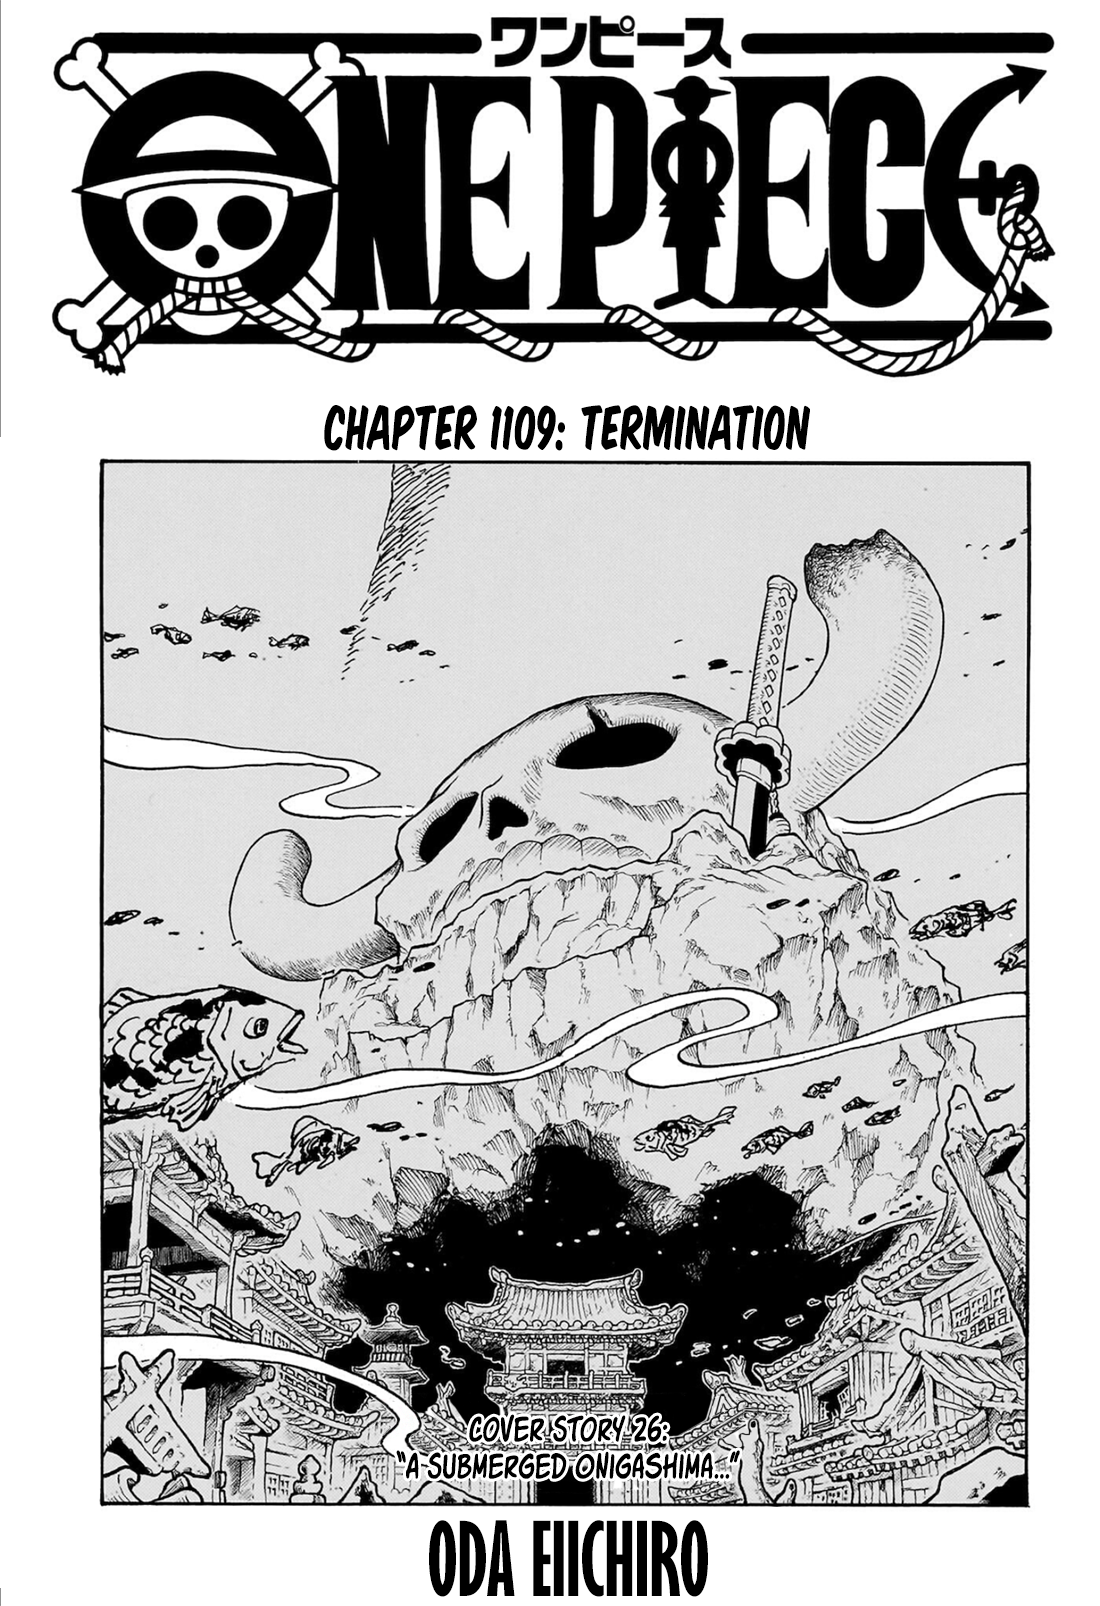 ワンピース
ONE PIECE
CHAPTER 1109: TERMINATION
COVER STORY 26:
"A SUBMERGED ONIGASHIMA..."
ODA EIICHIRO